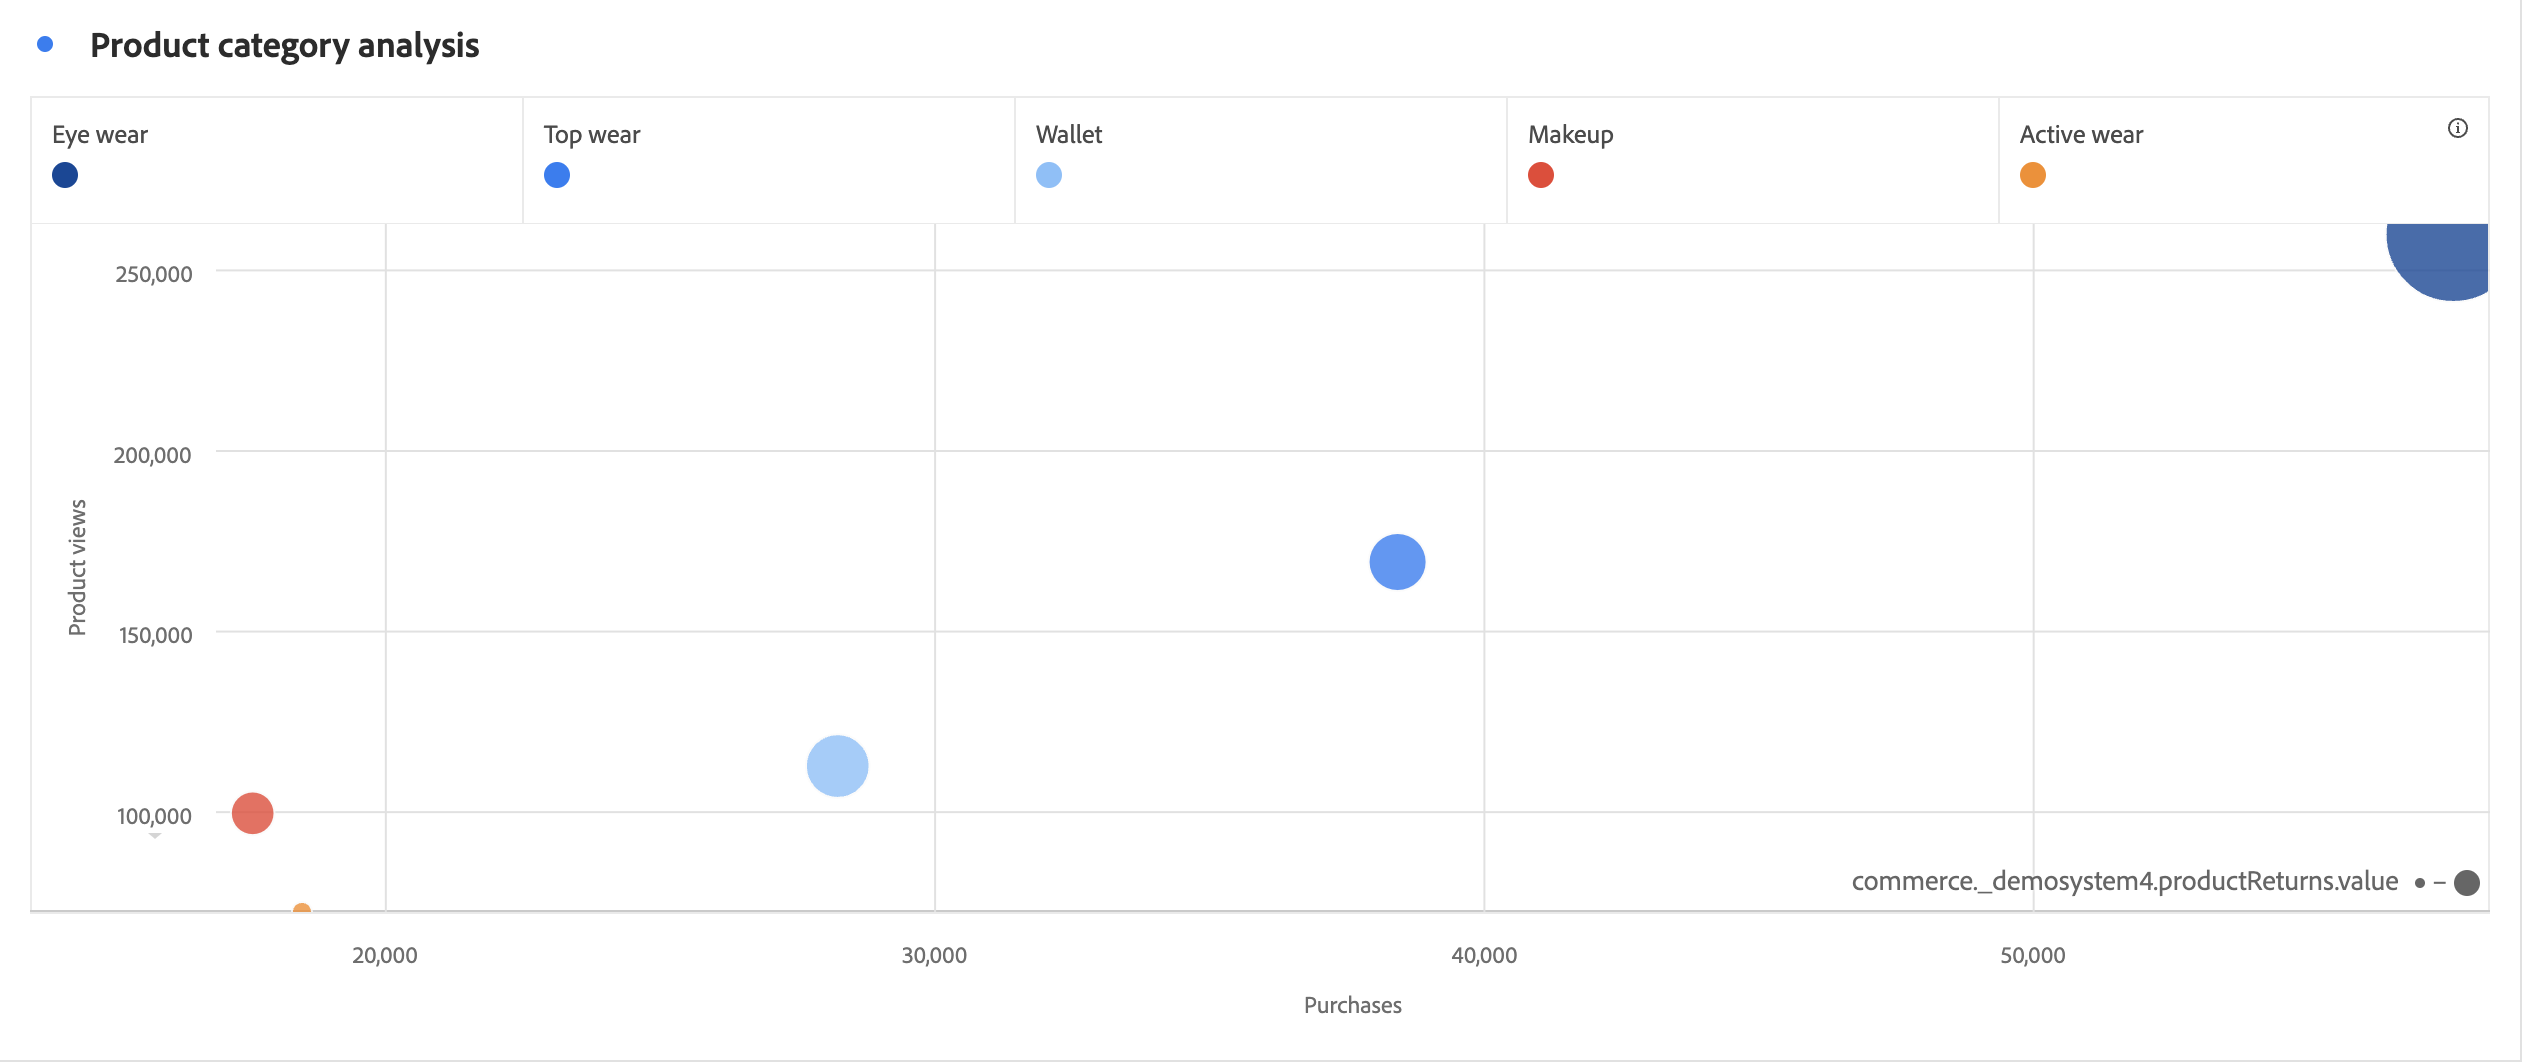 Product category analysis
Eye wear
Top wear
Wallet
Makeup
Active wear
250,000
200,000
150,000
100,000
Product views
commerce._demosystem4.productReturns.value
20,000
30,000
40,000
50,000
Purchases